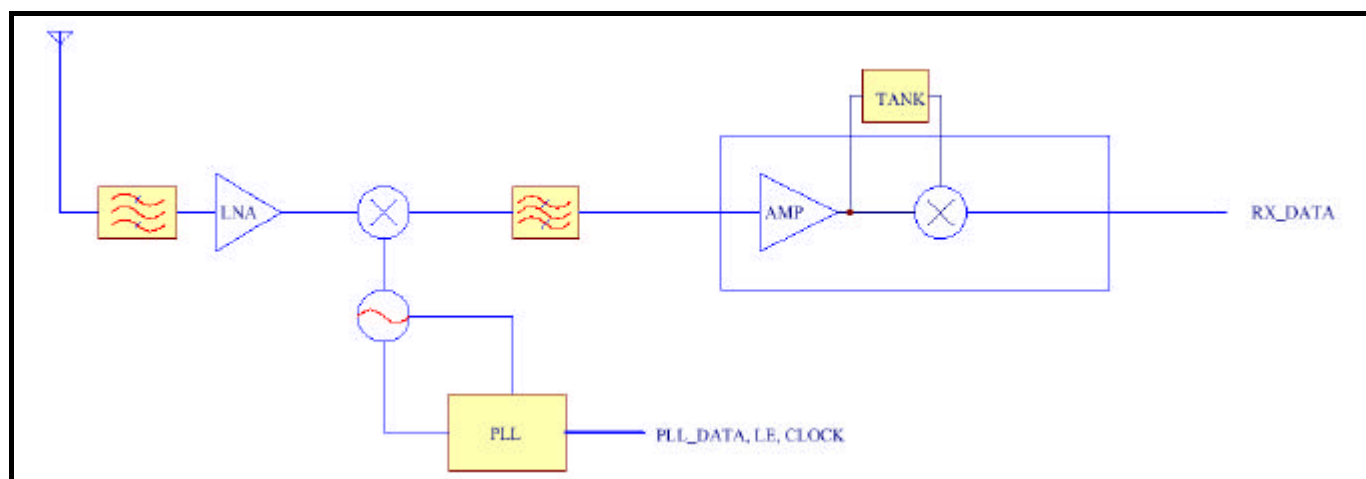 TANK
LNA
AMP
RX_DATA
PLL
PLL_DATA, LE, CLOCK